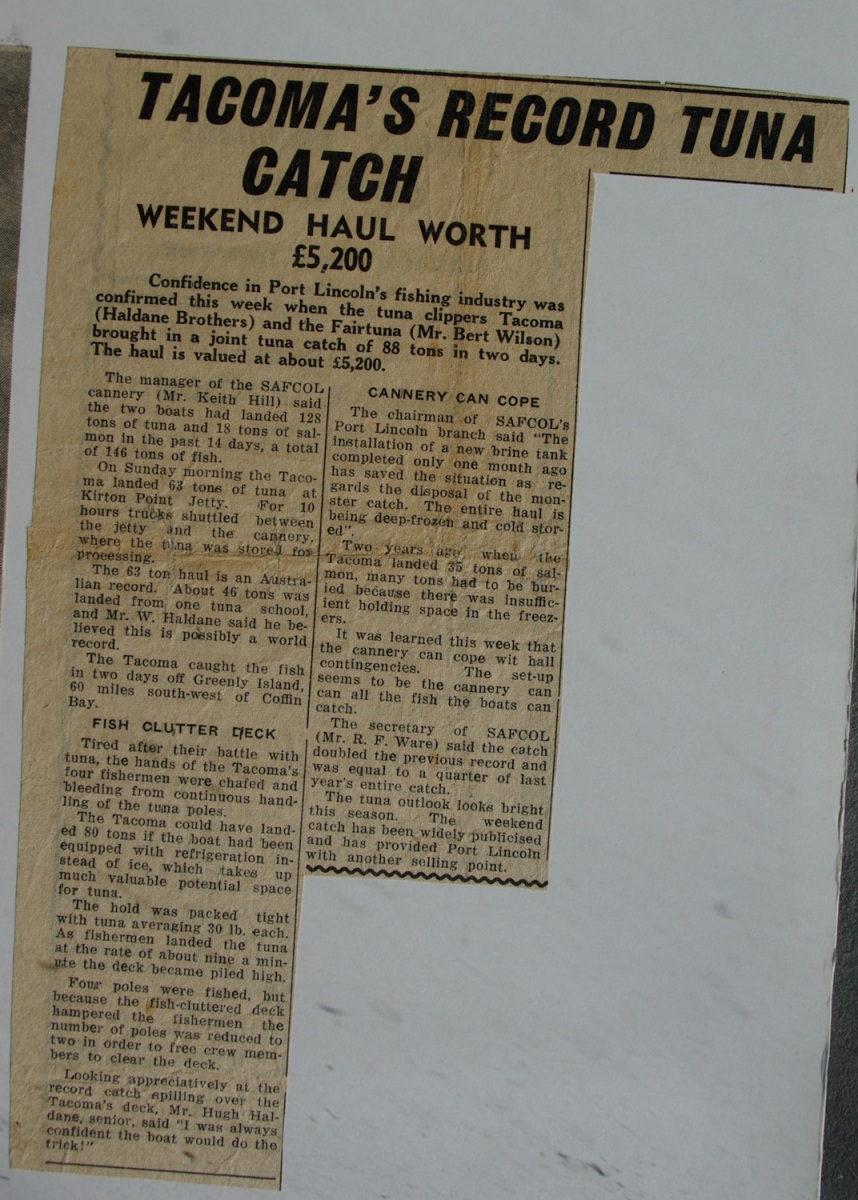 TACOMA'S RECORD TUNA
CATCH
WEEKEND HAUL WORTH
£5,200
Confidence in Port Lincoln's fishing industry was
confirmed this week when the tuna clippers Tacoma
(Haldane Brothers) and the Fairtuna (Mr. Bert Wilson)
brought in a joint tuna catch of 88 tons in two days.
The haul is valued at about £5,200.
The manager of the SAFCOL
cannery (Mr. Keith Hill) said
the two boats had landed 128
tons of tuna and 18 tons of sal-
mon in the past 14 days, a total
of 146 tons of fish.
On Sunday morning the Taco-
ma landed 63 tons of tuna at
Kirton Point Jetty. For 10
hours trucks shuttled between
the jetty and the cannery,
where the tuna was stored for
processing.
The 63 ton haul is an Austra-
lian record. About 46 tons was
landed from one tuna school,
and Mr. W. Haldane said he be-
lieved this is possibly a world
record.
The Tacoma caught the fish
in two days off Greenly Island,
60 miles south-west of Coffin
Bay.
FISH CLUTTER DECK
Tired after their battle with
tuna, the hands of the Tacoma's
four fishermen were chafed and
bleeding from continuous hand-
ling of the tuna poles.
The Tacoma could have land-
ed 80 tons if the boat had been
equipped with refrigeration in-
stead of ice, which takes up
much valuable potential space
for tuna.
The hold was packed tight
with tuna averaging 30 lb. each.
As fishermen landed the tuna
at the rate of about nine a min-
ute the deck became piled high.
Four poles were fished, but
because the fish-cluttered deck
hampered the fishermen the
number of poles was reduced to
two in order to free crew mem-
bers to clear the deck.
Looking appreciatively at the
record catch spilling over the
Tacoma's deck, Mr. Hugh Hal-
dane, senior, said "I was always
confident the boat would do the
trick!"
CANNERY CAN COPE
The chairman of SAFCOL's
Port Lincoln branch said "The
installation of a new brine tank
completed only one month ago
has saved the situation as re-
gards the disposal of the mon-
ster catch. The entire haul is
being deep-frozen and cold stor-
ed".
Two years ago, when the
Tacoma landed 35 tons of sal-
mon, many tons had to be bur-
ied because there was insuffic-
ient holding space in the freez-
ers.
It was learned this week that
the cannery can cope wit hall
contingencies. The set-up
seems to be the cannery can
can all the fish the boats can
catch.
The secretary of SAFCOL
(Mr. R. F. Ware) said the catch
doubled the previous record and
was equal to a quarter of last
year's entire catch.
The tuna outlook looks bright
this season. The weekend
catch has been widely publicised
and has provided Port Lincoln
with another selling point.